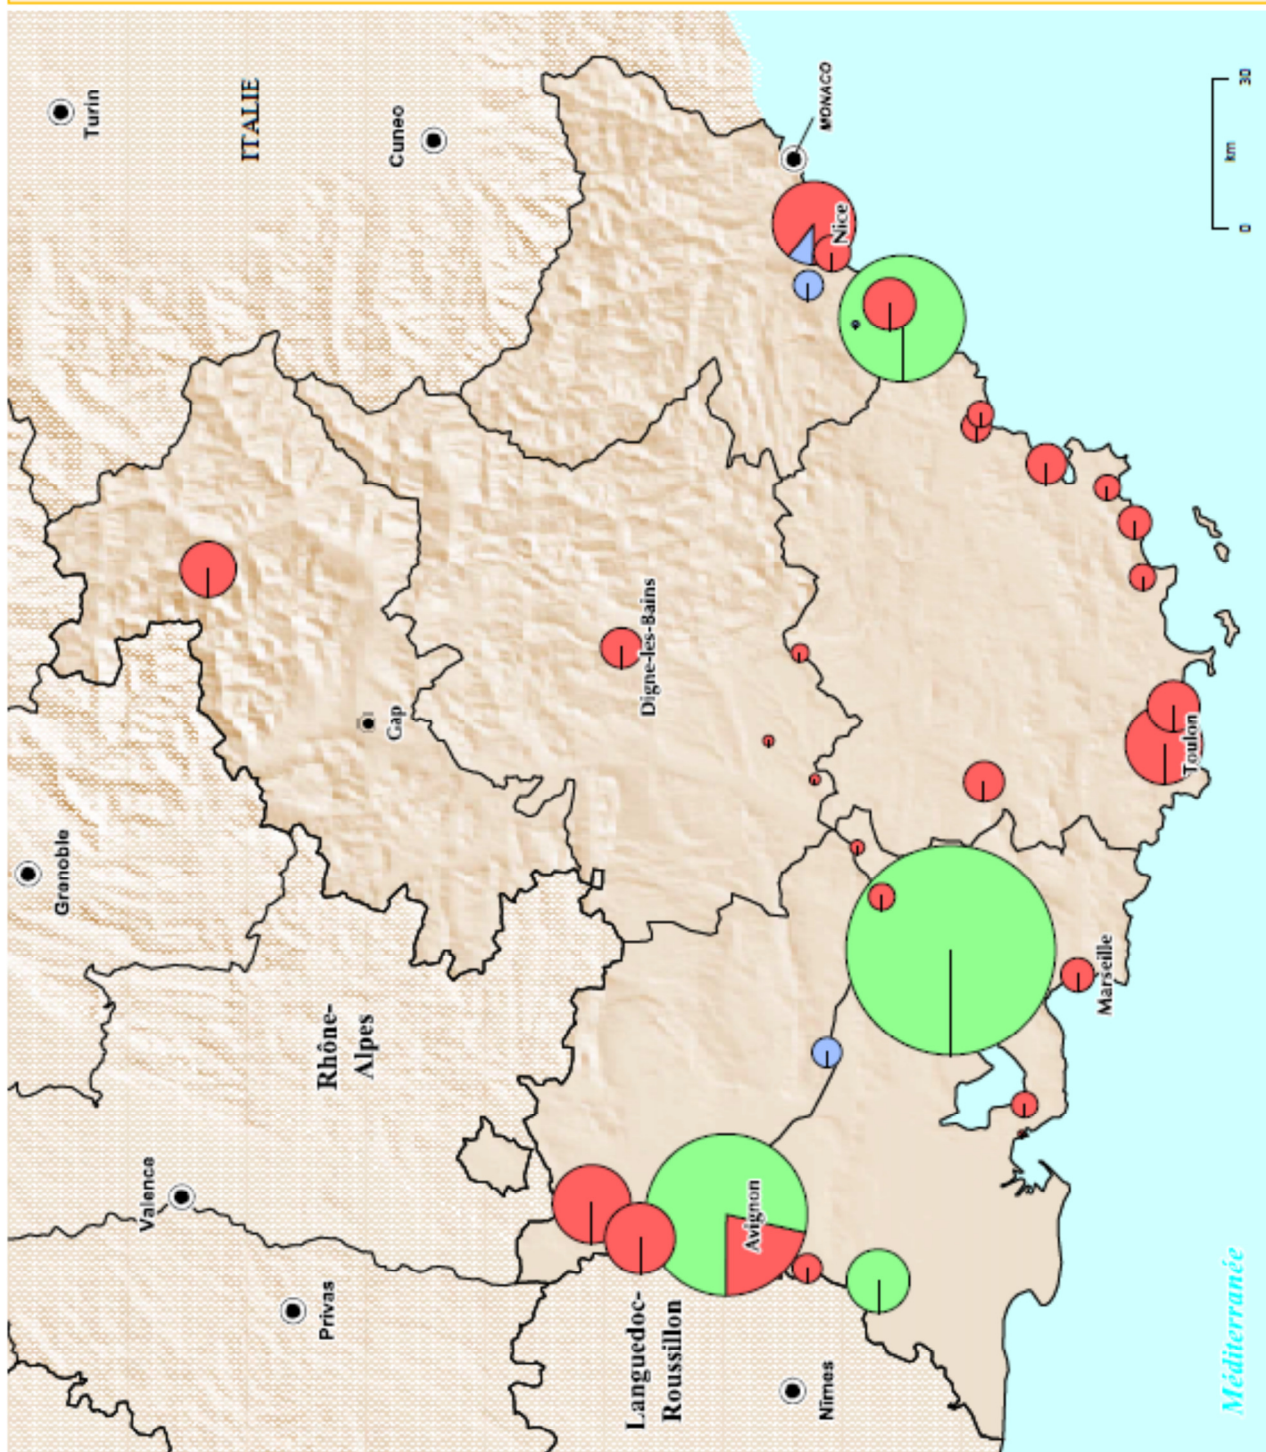 Grenoble
Turin
Valence
Privas
ITALIE
Rhône-
Alpes
Gap
Cuneo
Languedoc-
Roussillon
Digne-les-Bains
Avignon
Nîmes
MONACO
Nice
Marseille
Toulon
Méditerranée
0
km
30